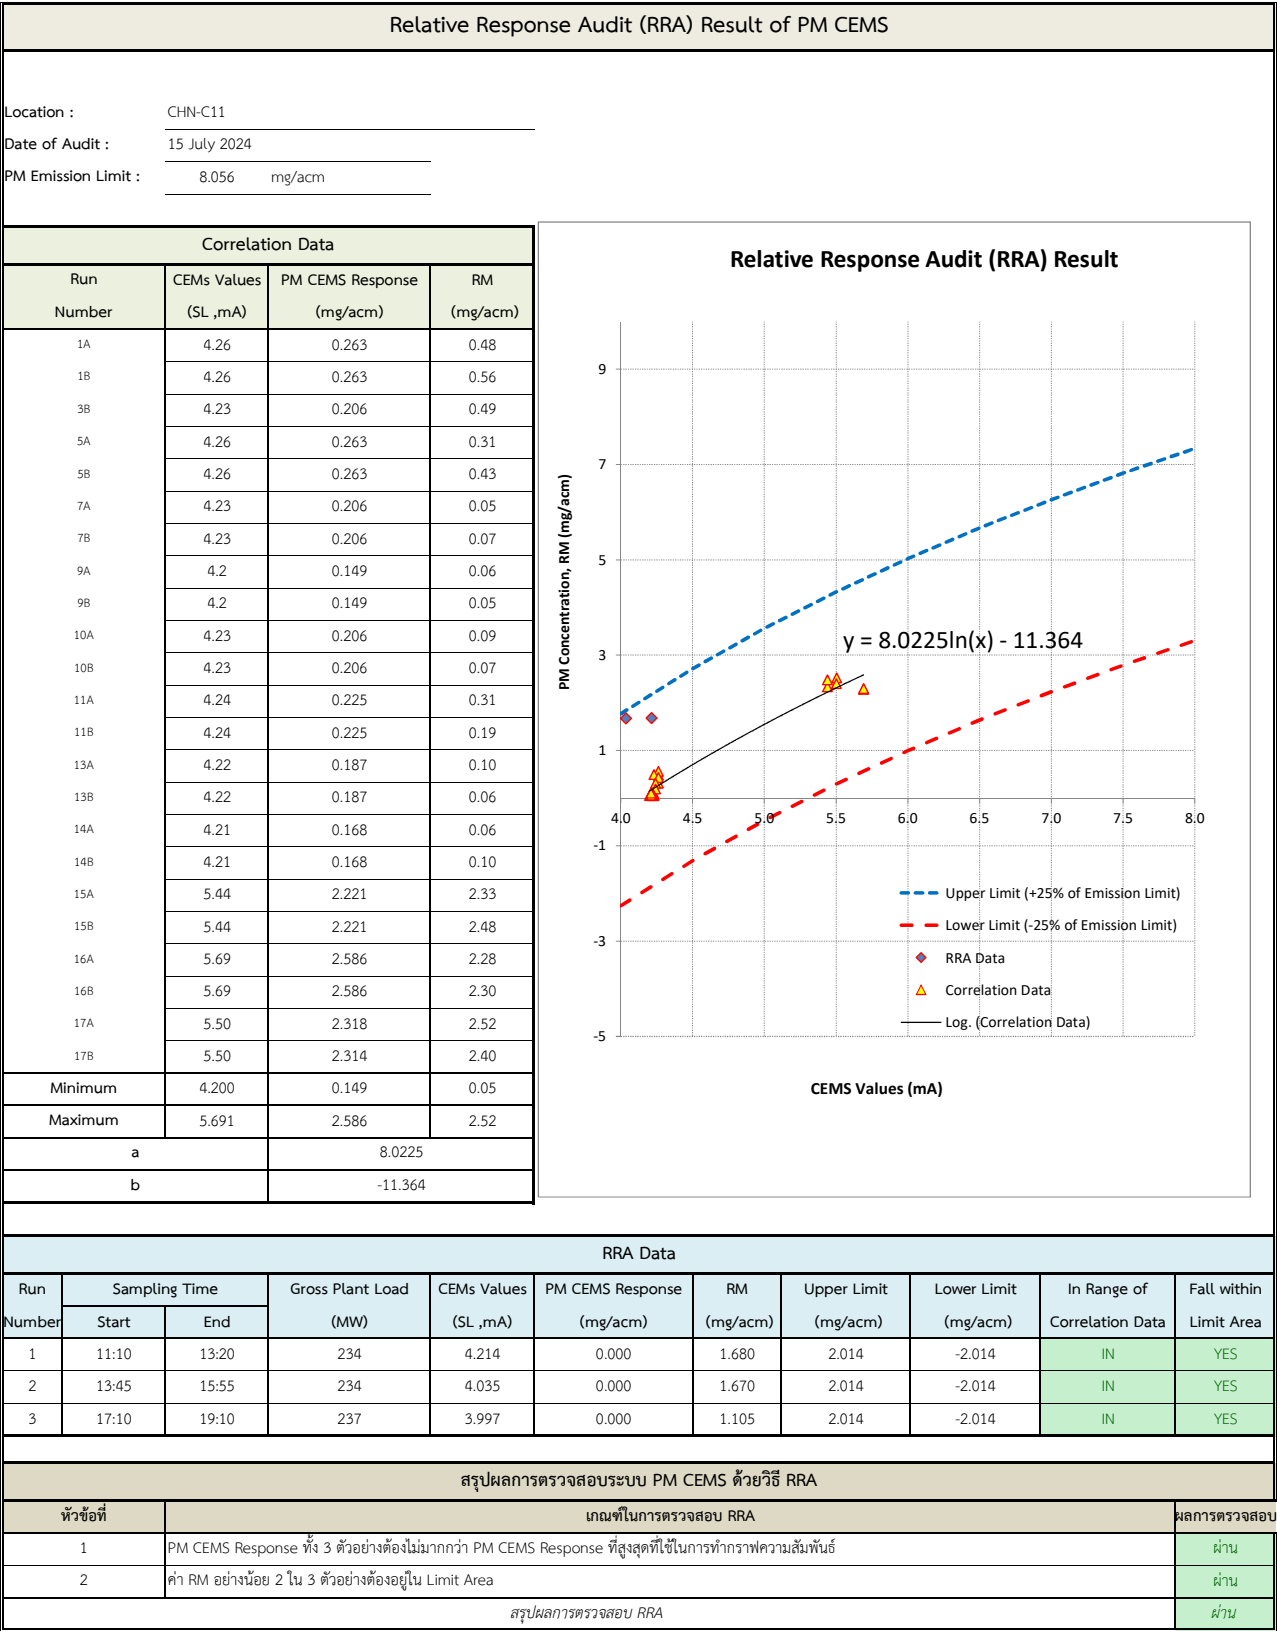 Relative Response Audit (RRA) Result of PM CEMS
Location : CHN-C11
Date of Audit : 15 July 2024
PM Emission Limit : 8.056 mg/acm
Correlation Data
Run Number CEMs Values (SL ,mA) PM CEMS Response (mg/acm) RM (mg/acm)
1A 4.26 0.263 0.48
1B 4.26 0.263 0.56
3B 4.23 0.206 0.49
5A 4.26 0.263 0.31
5B 4.26 0.263 0.43
7A 4.23 0.206 0.05
7B 4.23 0.206 0.07
9A 4.2 0.149 0.06
9B 4.2 0.149 0.05
10A 4.23 0.206 0.09
10B 4.23 0.206 0.07
11A 4.24 0.225 0.31
11B 4.24 0.225 0.19
13A 4.22 0.187 0.10
13B 4.22 0.187 0.06
14A 4.21 0.168 0.06
14B 4.21 0.168 0.10
15A 5.44 2.221 2.33
15B 5.44 2.221 2.48
16A 5.69 2.586 2.28
16B 5.69 2.586 2.30
17A 5.50 2.318 2.52
17B 5.50 2.314 2.40
Minimum 4.200 0.149 0.05
Maximum 5.691 2.586 2.52
a 8.0225
b -11.364
Relative Response Audit (RRA) Result
PM Concentration, RM (mg/acm)
9
7
5
3
1
-1
-3
-5
y = 8.0225ln(x) - 11.364
4.0 4.5 5.0 5.5 6.0 6.5 7.0 7.5 8.0
Upper Limit (+25% of Emission Limit)
Lower Limit (-25% of Emission Limit)
RRA Data
Correlation Data
Log. (Correlation Data)
CEMS Values (mA)
RRA Data
Run Number Sampling Time Start End Gross Plant Load (MW) CEMs Values (SL ,mA) PM CEMS Response (mg/acm) RM (mg/acm) Upper Limit (mg/acm) Lower Limit (mg/acm) In Range of Correlation Data Fall within Limit Area
1 11:10 13:20 234 4.214 0.000 1.680 2.014 -2.014 IN YES
2 13:45 15:55 234 4.035 0.000 1.670 2.014 -2.014 IN YES
3 17:10 19:10 237 3.997 0.000 1.105 2.014 -2.014 IN YES
สรุปผลการตรวจสอบระบบ PM CEMS ด้วยวิธี RRA
หัวข้อที่ เกณฑ์ในการตรวจสอบ RRA ผลการตรวจสอบ
1 PM CEMS Response ทั้ง 3 ตัวอย่างต้องไม่มากกว่า PM CEMS Response ที่สูงสุดที่ใช้ในการทำกราฟความสัมพันธ์ ผ่าน
2 ค่า RM อย่างน้อย 2 ใน 3 ตัวอย่างต้องอยู่ใน Limit Area ผ่าน
สรุปผลการตรวจสอบ RRA ผ่าน